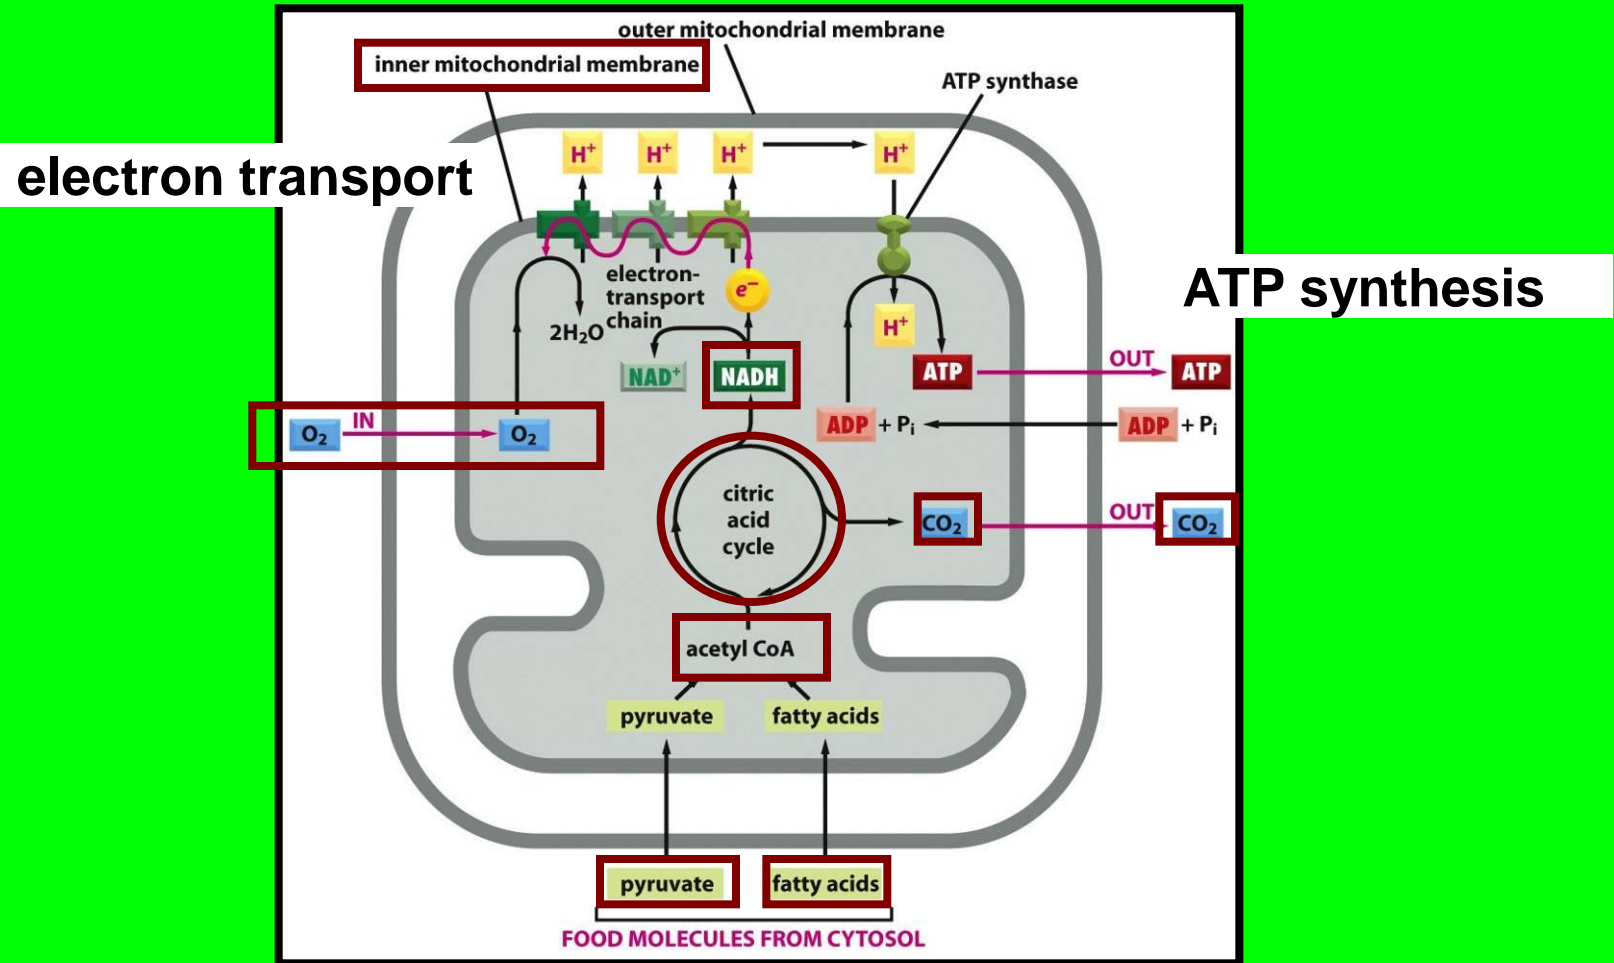 outer mitochondrial membrane
inner mitochondrial membrane
ATP synthase
H⁺
H⁺
H⁺
H⁺
electron transport
electron-
transport
chain
e⁻
2H₂O
H⁺
ATP synthesis
NAD⁺
NADH
ATP
OUT
ATP
O₂
IN
O₂
ADP + Pᵢ
ADP + Pᵢ
citric
acid
cycle
CO₂
OUT
CO₂
acetyl CoA
pyruvate
fatty acids
pyruvate
fatty acids
FOOD MOLECULES FROM CYTOSOL